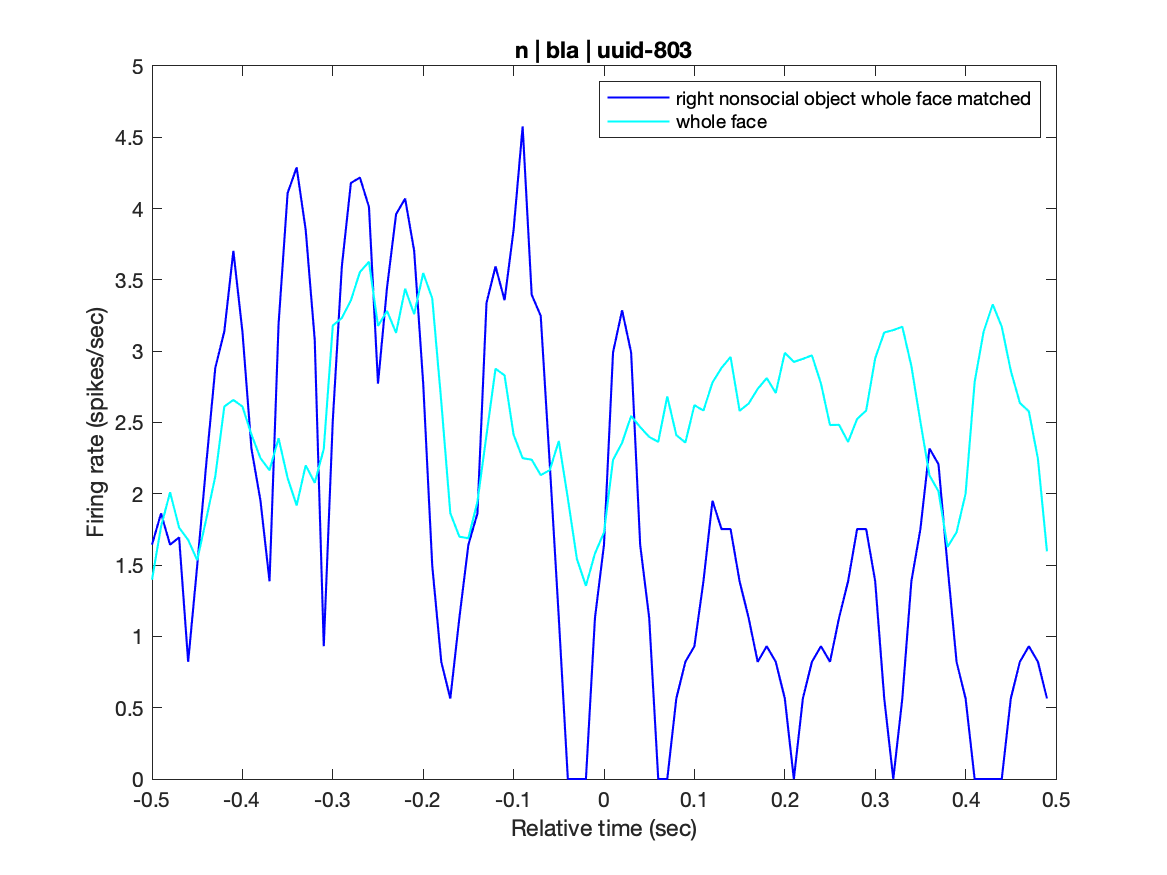 n | bla | uuid-803
right nonsocial object whole face matched
whole face
Firing rate (spikes/sec)
5
4.5
4
3.5
3
2.5
2
1.5
1
0.5
0
-0.5 -0.4 -0.3 -0.2 -0.1 0 0.1 0.2 0.3 0.4 0.5
Relative time (sec)